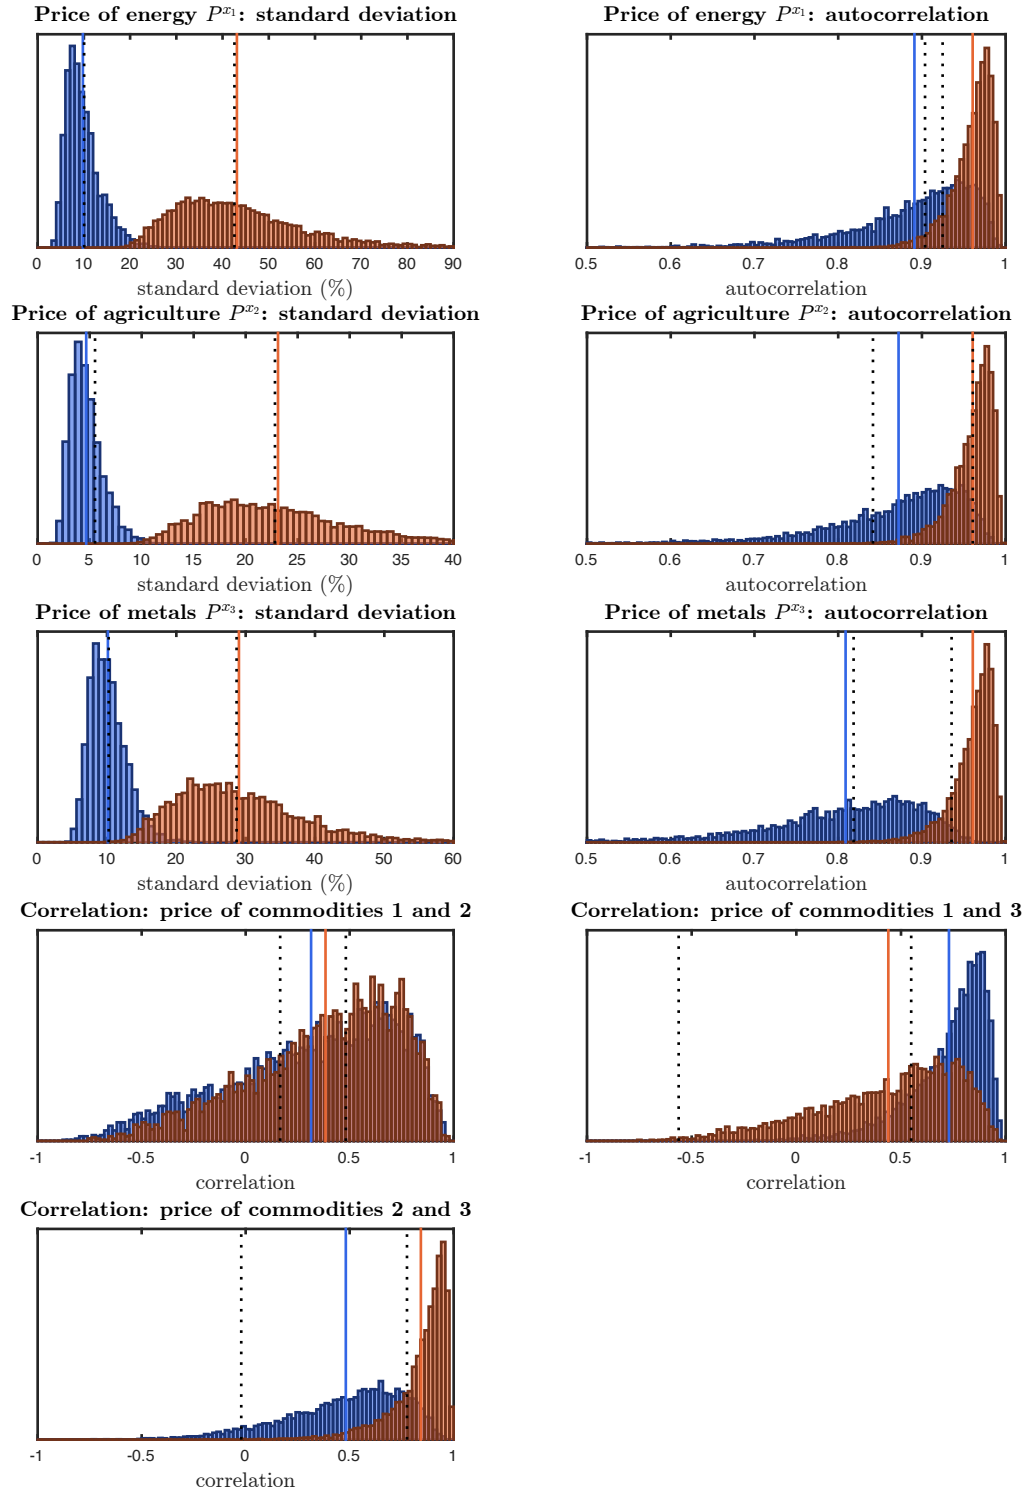 Price of energy P^{x_1}: standard deviation
0 10 20 30 40 50 60 70 80 90
standard deviation (%)
Price of energy P^{x_1}: autocorrelation
0.5 0.6 0.7 0.8 0.9 1
autocorrelation
Price of agriculture P^{x_2}: standard deviation
0 5 10 15 20 25 30 35 40
standard deviation (%)
Price of agriculture P^{x_2}: autocorrelation
0.5 0.6 0.7 0.8 0.9 1
autocorrelation
Price of metals P^{x_3}: standard deviation
0 10 20 30 40 50 60
standard deviation (%)
Price of metals P^{x_3}: autocorrelation
0.5 0.6 0.7 0.8 0.9 1
autocorrelation
Correlation: price of commodities 1 and 2
-1 -0.5 0 0.5 1
correlation
Correlation: price of commodities 1 and 3
-1 -0.5 0 0.5 1
correlation
Correlation: price of commodities 2 and 3
-1 -0.5 0 0.5 1
correlation